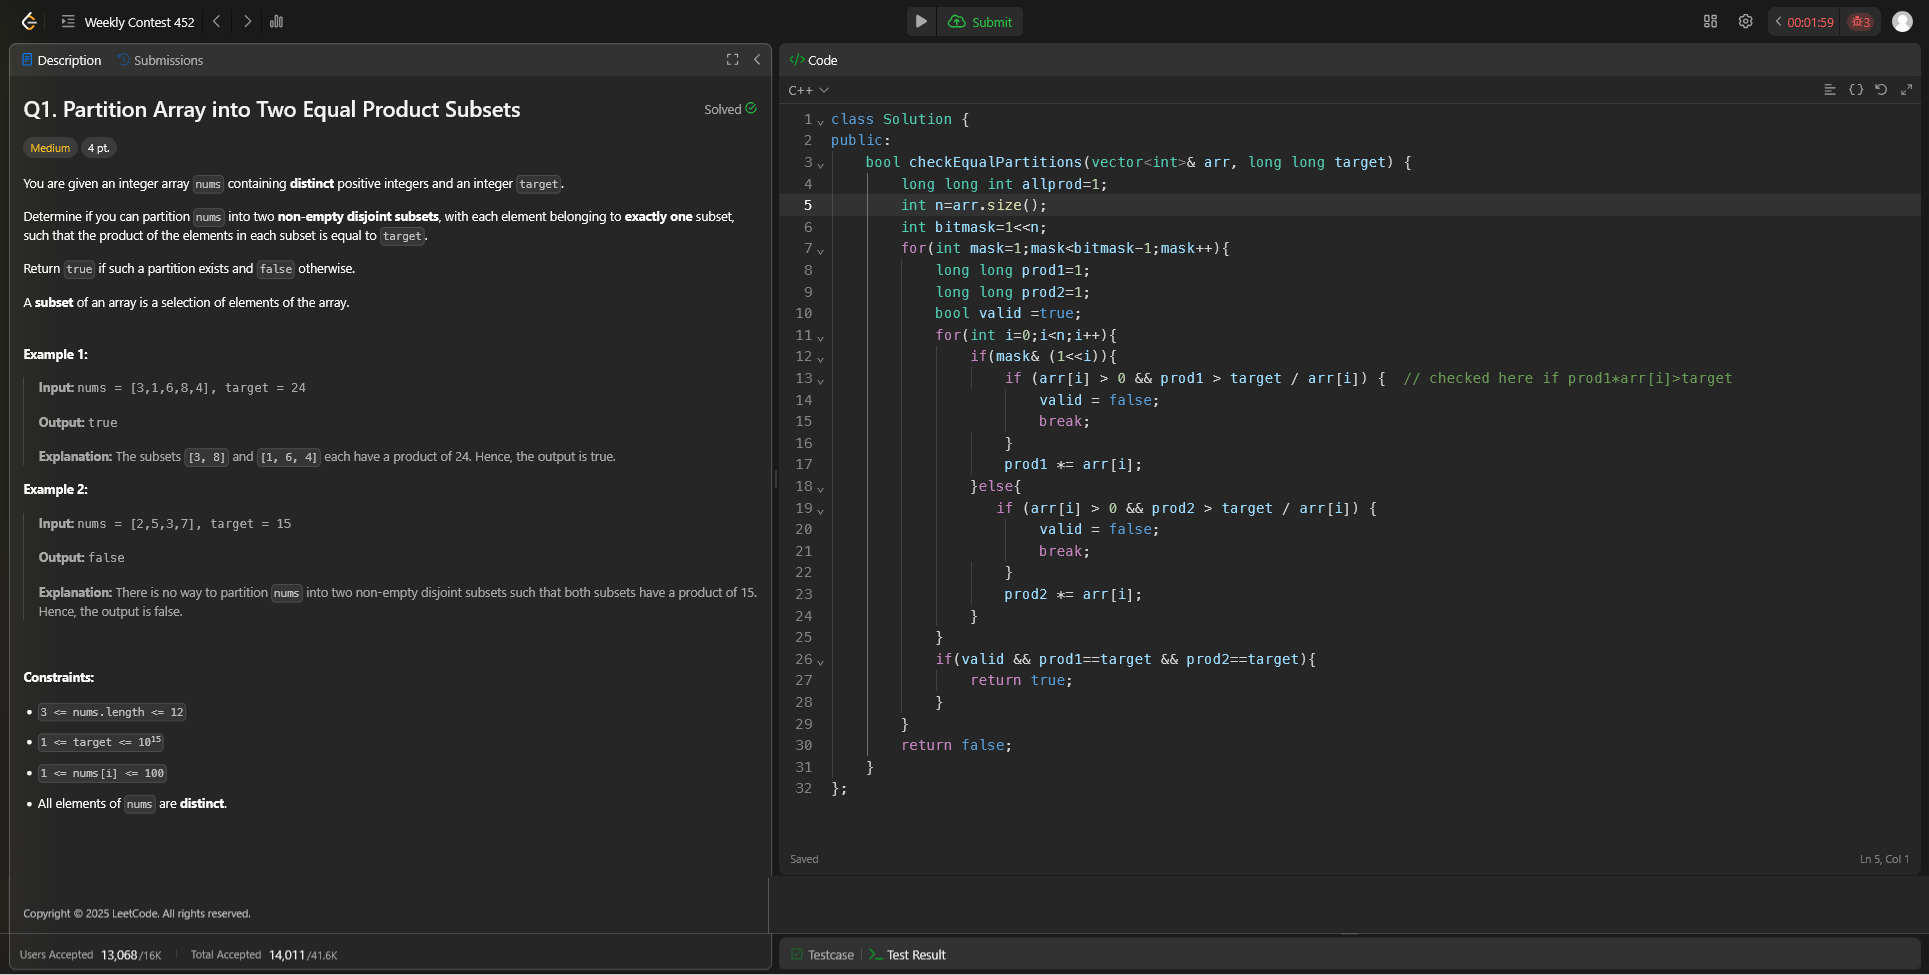 Weekly Contest 452
Submit
00:01:59
3
Description
Submissions
Q1. Partition Array into Two Equal Product Subsets
Solved
Medium
4 pt.
You are given an integer array nums containing distinct positive integers and an integer target.
Determine if you can partition nums into two non-empty disjoint subsets, with each element belonging to exactly one subset,
such that the product of the elements in each subset is equal to target.
Return true if such a partition exists and false otherwise.
A subset of an array is a selection of elements of the array.
Example 1:
Input: nums = [3,1,6,8,4], target = 24
Output: true
Explanation: The subsets [3, 8] and [1, 6, 4] each have a product of 24. Hence, the output is true.
Example 2:
Input: nums = [2,5,3,7], target = 15
Output: false
Explanation: There is no way to partition nums into two non-empty disjoint subsets such that both subsets have a product of 15.
Hence, the output is false.
Constraints:
• 3 <= nums.length <= 12
• 1 <= target <= 10¹⁵
• 1 <= nums[i] <= 100
• All elements of nums are distinct.
Copyright © 2025 LeetCode. All rights reserved.
Users Accepted 13,068/16K
Total Accepted 14,011/41.6K
</> Code
C++
1 class Solution {
2 public:
3     bool checkEqualPartitions(vector<int>& arr, long long target) {
4         long long int allprod=1;
5         int n=arr.size();
6         int bitmask=1<<n;
7         for(int mask=1;mask<bitmask-1;mask++){
8             long long prod1=1;
9             long long prod2=1;
10             bool valid =true;
11             for(int i=0;i<n;i++){
12                 if(mask& (1<<i)){
13                     if (arr[i] > 0 && prod1 > target / arr[i]) {  // checked here if prod1*arr[i]>target
14                         valid = false;
15                         break;
16                     }
17                     prod1 *= arr[i];
18                 }else{
19                    if (arr[i] > 0 && prod2 > target / arr[i]) {
20                         valid = false;
21                         break;
22                     }
23                     prod2 *= arr[i];
24                 }
25             }
26             if(valid && prod1==target && prod2==target){
27                 return true;
28             }
29         }
30         return false;
31     }
32 };
Saved
Ln 5, Col 1
Testcase
Test Result